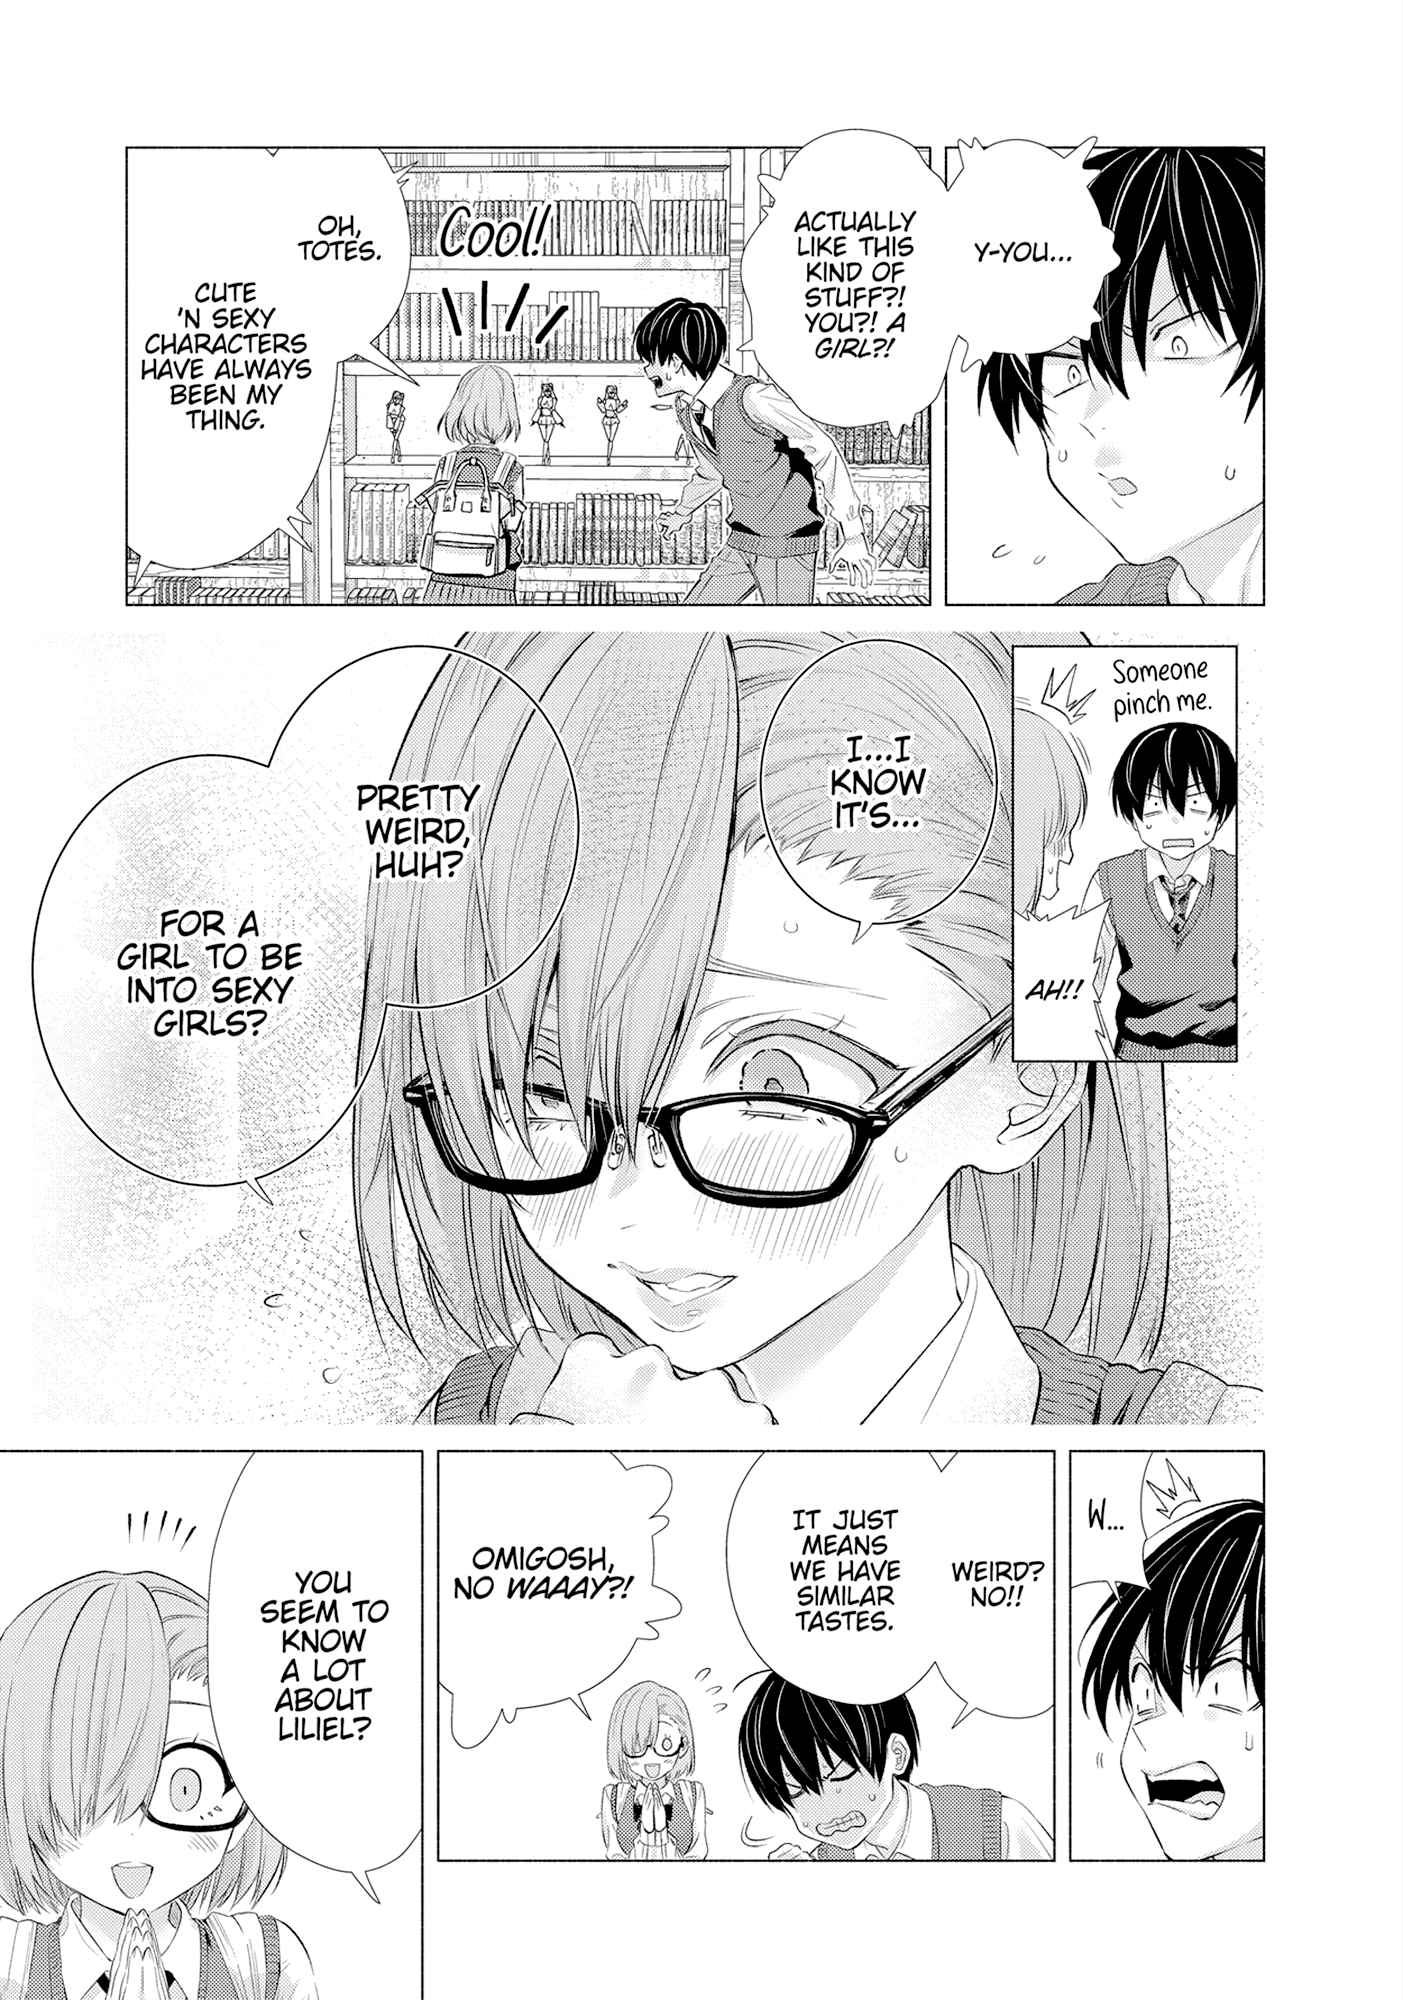 Y-YOU...
ACTUALLY
LIKE THIS
KIND OF
STUFF?!
YOU?! A
GIRL?!
Cool!
OH,
TOTES.
CUTE
'N SEXY
CHARACTERS
HAVE ALWAYS
BEEN MY
THING.
Someone
pinch me.
AH!!
I...I
KNOW
IT'S...
PRETTY
WEIRD,
HUH?
FOR A
GIRL TO BE
INTO SEXY
GIRLS?
W...
WEIRD?
NO!!
IT JUST
MEANS
WE HAVE
SIMILAR
TASTES.
OMIGOSH,
NO WAAAY?!
YOU
SEEM TO
KNOW
A LOT
ABOUT
LILIEL?